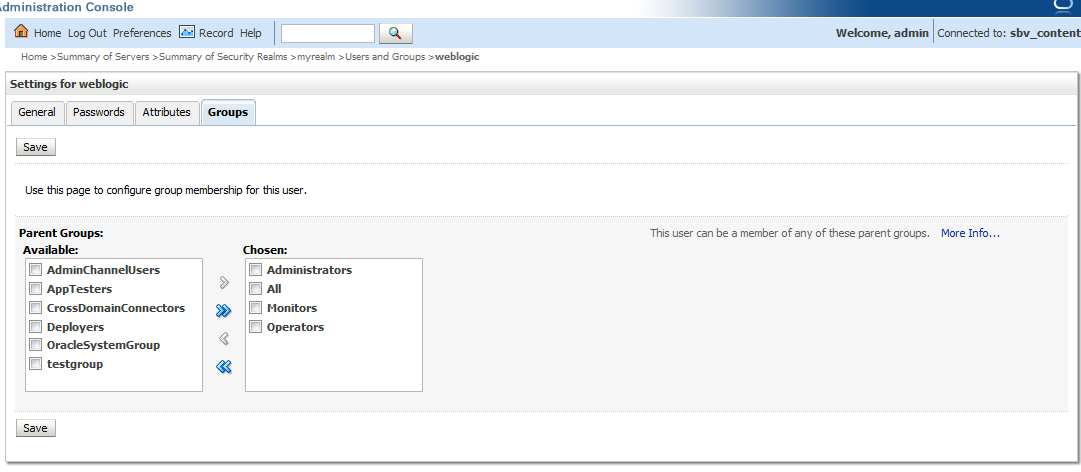 Administration Console
Home Log Out Preferences Record Help
Welcome, admin Connected to: sbv_content
Home >Summary of Servers >Summary of Security Realms >myrealm >Users and Groups >weblogic
Settings for weblogic
General Passwords Attributes Groups
Save
Use this page to configure group membership for this user.
Parent Groups:
This user can be a member of any of these parent groups. More Info...
Available:
AdminChannelUsers
AppTesters
CrossDomainConnectors
Deployers
OracleSystemGroup
testgroup
Chosen:
Administrators
All
Monitors
Operators
Save